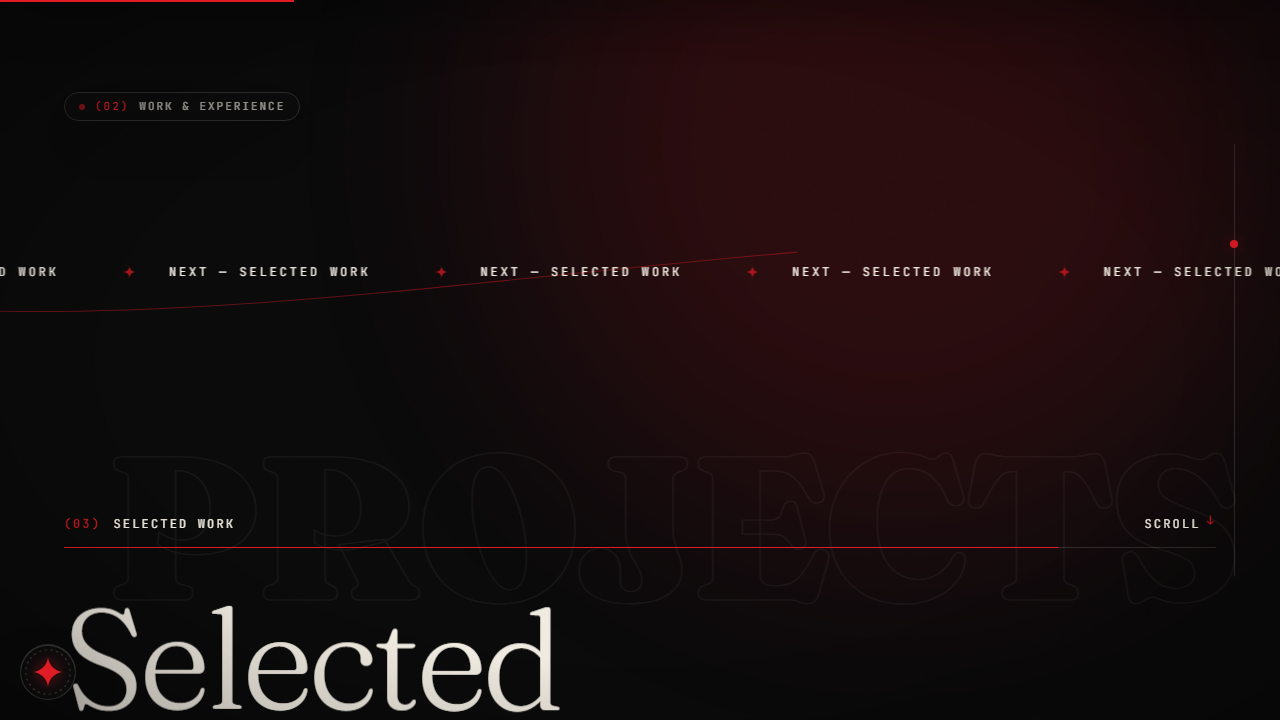 (02) WORK & EXPERIENCE
D WORK ✦ NEXT — SELECTED WORK ✦ NEXT — SELECTED WORK ✦ NEXT — SELECTED WORK ✦ NEXT — SELECTED WO
PROJECTS
(03) SELECTED WORK
SCROLL ↓
Selected